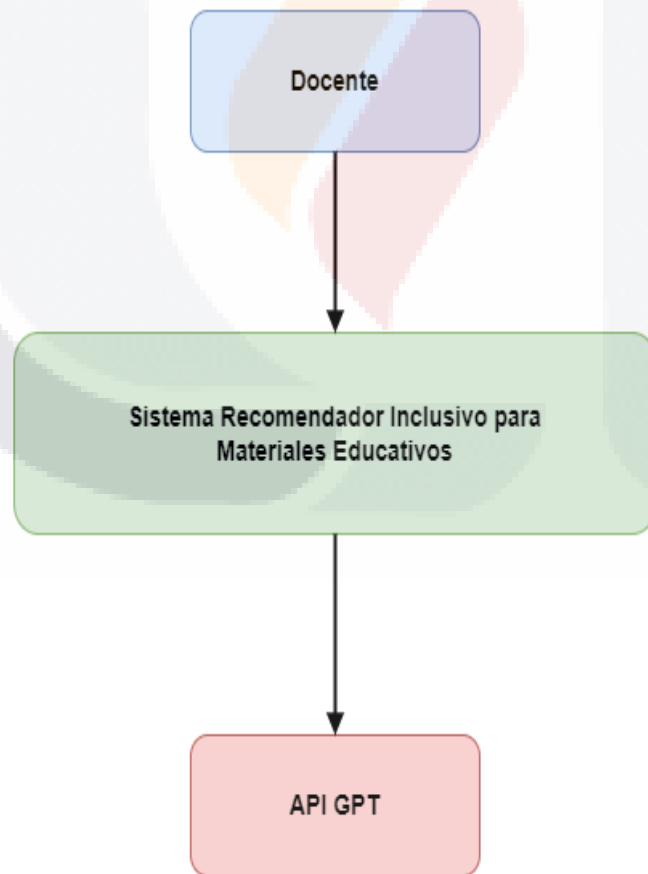 Docente
Sistema Recomendador Inclusivo para
Materiales Educativos
API GPT